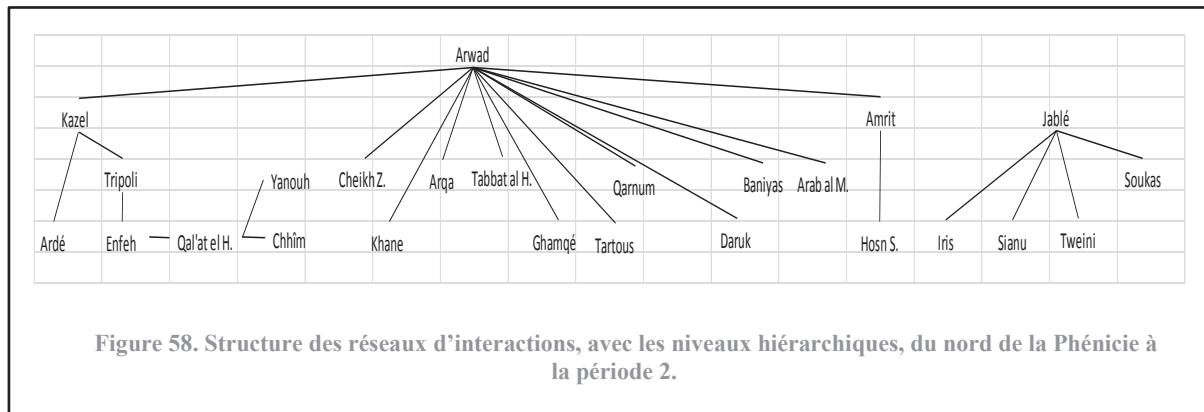 Arwad
Kazel Amrit Jablé
Tripoli Yanouh Cheikh Z. Arqa Tabbat al H. Qarnum Baniyas Arab al M. Soukas
Ardé Enfeh Qal'at el H. Chhîm Khane Ghamqé Tartous Daruk Hosn S. Iris Sianu Tweini
Figure 58. Structure des réseaux d'interactions, avec les niveaux hiérarchiques, du nord de la Phénicie à
la période 2.